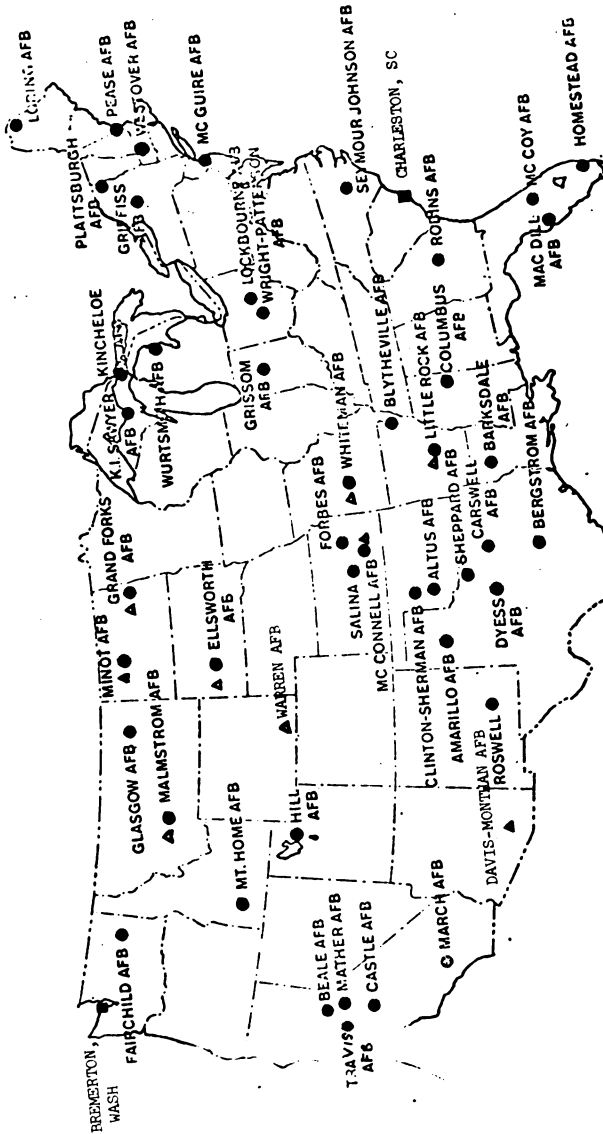 BREMERTON,
WASH
FAIRCHILD AFB
GLASGOW AFB
MALMSTROM AFB
MINOT AFB
GRAND FORKS
AFB
ELLSWORTH
AFB
WARREN AFB
MT. HOME AFB
HILL
AFB
BEALE AFB
MATHER AFB
TRAVIS
AFB
CASTLE AFB
MARCH AFB
DAVIS-MONTHAN AFB
ROSWELL
K.I. SAWYER
AFB
KINCHELOE
AFB
WURTSMITH AFB
GRISSOM
AFB
LOCKBOURNE
WRIGHT-PATTERSON
AFB
PLATTSBURGH
AFB
GRIFFISS
AFB
LORING AFB
PEASE AFB
WESTOVER AFB
MC GUIRE AFB
FORBES AFB
WHITEMAN AFB
SALINA
MC CONNELL AFB
CLINTON-SHERMAN AFB
ALTUS AFB
AMARILLO AFB
SHEPPARD AFB
CARSWELL
AFB
DYESS
AFB
BERGSTROM AFB
BLYTHEVILLE AFB
LITTLE ROCK AFB
COLUMBUS
AFB
BARKSDALE
AFB
SEYMOUR JOHNSON AFB
CHARLESTON, SC
ROBINS AFB
MC COY AFB
MAC DILL
AFB
HOMESTEAD AFB